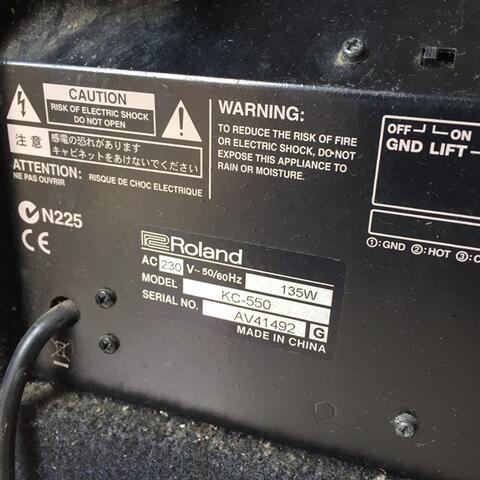 CAUTION
RISK OF ELECTRIC SHOCK
DO NOT OPEN
注意
感電の恐れがあります
キャビネットをあけないでください
ATTENTION: RISQUE DE CHOC ELECTRIQUE
NE PAS OUVRIR
WARNING:
TO REDUCE THE RISK OF FIRE
OR ELECTRIC SHOCK, DO NOT
EXPOSE THIS APPLIANCE TO
RAIN OR MOISTURE.
OFF ON
GND LIFT
①:GND ②:HOT ③:C
N225
CE
Roland
AC 230 V~50/60Hz 135W
MODEL KC-550
SERIAL NO. AV41492 G
MADE IN CHINA